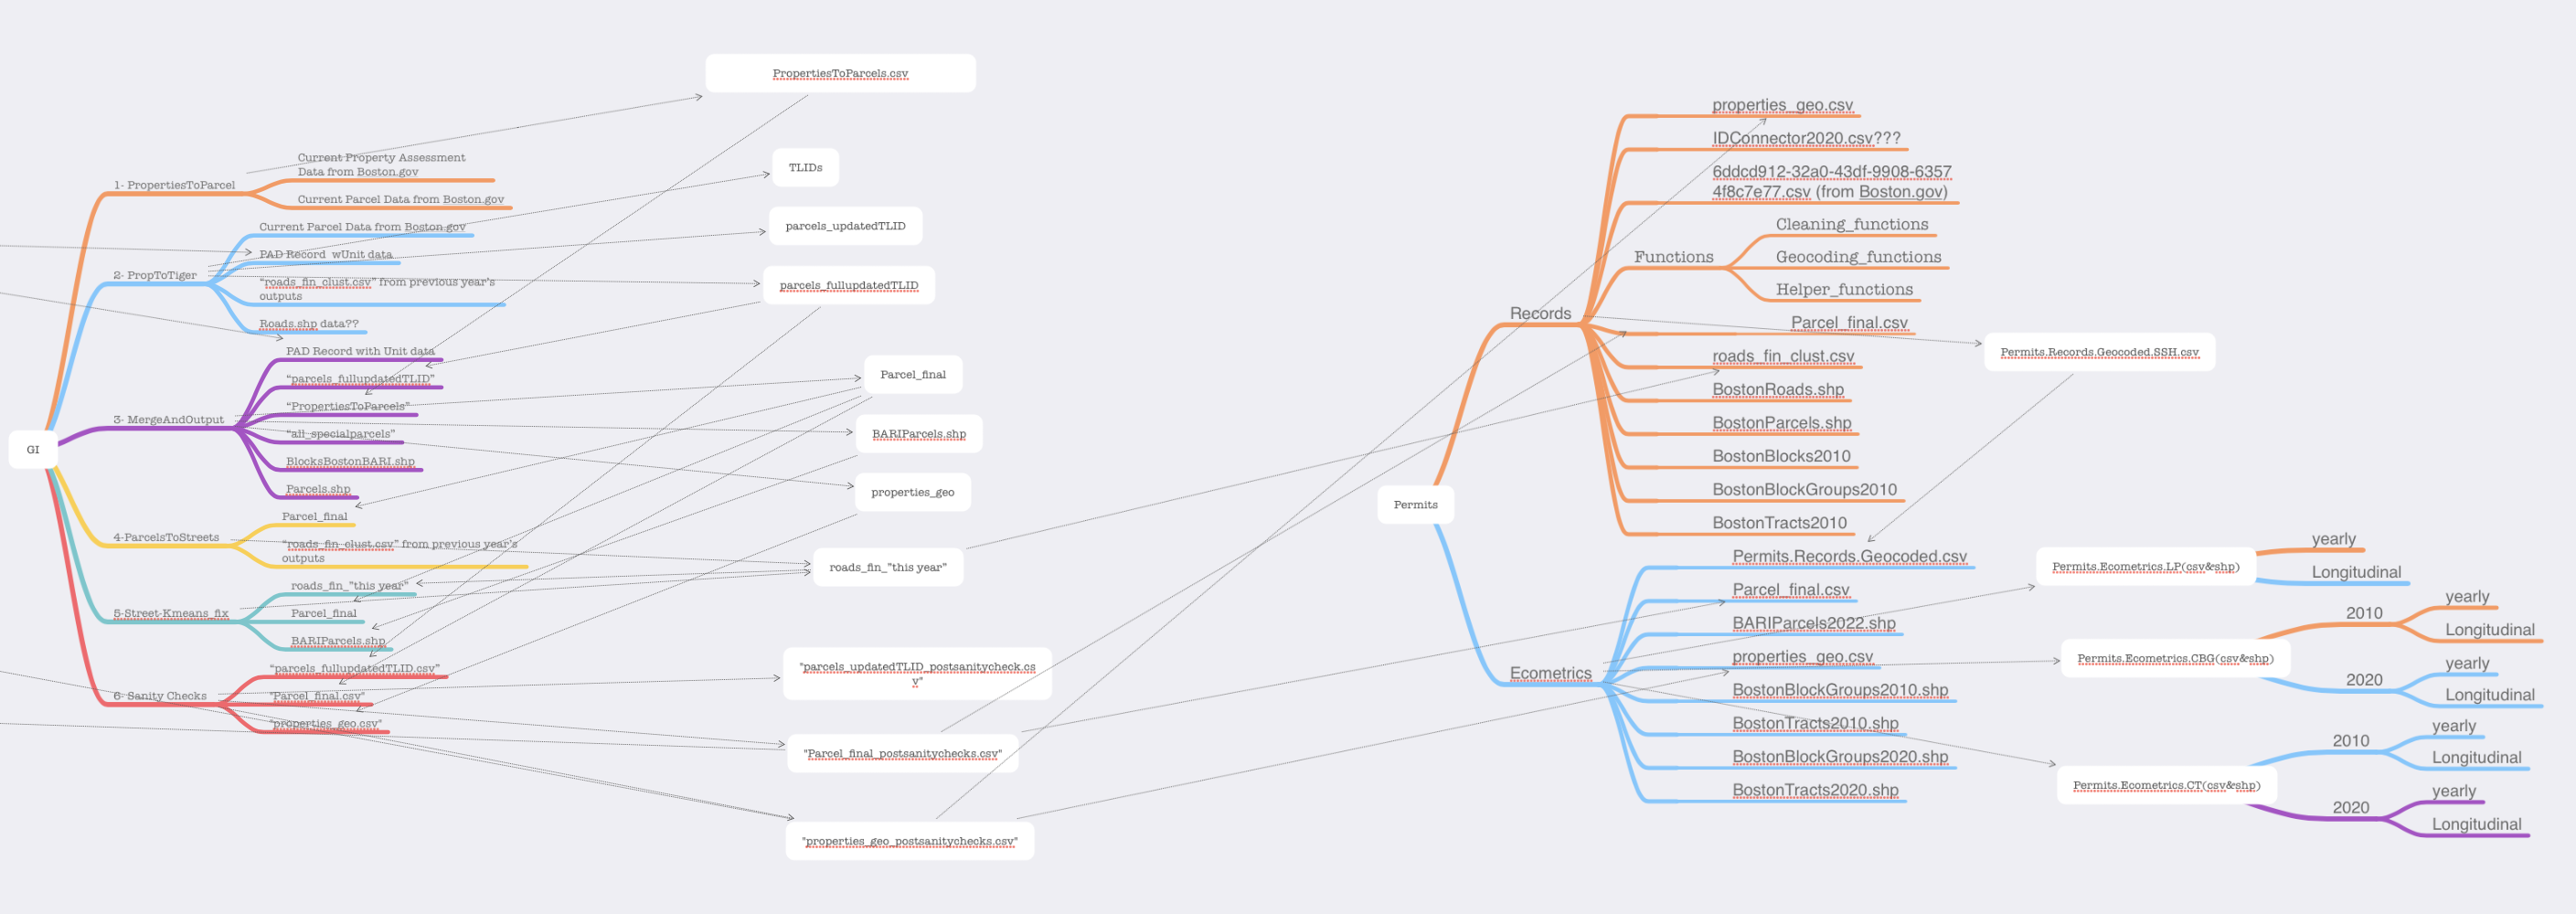 GI
1- PropertiesToParcel
Current Property Assessment
Data from Boston.gov
Current Parcel Data from Boston.gov
2- PropToTiger
Current Parcel Data from Boston.gov
PAD Record  wUnit data
“roads_fin_clust.csv” from previous year’s
outputs
Roads.shp data??
3- MergeAndOutput
PAD Record with Unit data
“parcels_fullupdatedTLID”
“PropertiesToParcels”
“all_specialparcels”
BlocksBostonBARI.shp
Parcels.shp
4-ParcelsToStreets
Parcel_final
“roads_fin_clust.csv” from previous year’s
outputs
5-Street-Kmeans_fix
roads_fin_"this year"
Parcel_final
BARIParcels.shp
6- Sanity Checks
“parcels_fullupdatedTLID.csv”
"Parcel_final.csv"
"properties_geo.csv"
PropertiesToParcels.csv
TLIDs
parcels_updatedTLID
parcels_fullupdatedTLID
Parcel_final
BARIParcels.shp
properties_geo
roads_fin_"this year"
"parcels_updatedTLID_postsanitycheck.cs
v"
"Parcel_final_postsanitychecks.csv"
"properties_geo_postsanitychecks.csv"
Permits
Records
properties_geo.csv
IDConnector2020.csv???
6ddcd912-32a0-43df-9908-6357
4f8c7e77.csv (from Boston.gov)
Functions
Cleaning_functions
Geocoding_functions
Helper_functions
Parcel_final.csv
roads_fin_clust.csv
BostonRoads.shp
BostonParcels.shp
BostonBlocks2010
BostonBlockGroups2010
BostonTracts2010
Permits.Records.Geocoded.SSH.csv
Ecometrics
Permits.Records.Geocoded.csv
Parcel_final.csv
BARIParcels2022.shp
properties_geo.csv
BostonBlockGroups2010.shp
BostonTracts2010.shp
BostonBlockGroups2020.shp
BostonTracts2020.shp
Permits.Ecometrics.LP(csv&shp)
yearly
Longitudinal
Permits.Ecometrics.CBG(csv&shp)
2010
yearly
Longitudinal
2020
yearly
Longitudinal
Permits.Ecometrics.CT(csv&shp)
2010
yearly
Longitudinal
2020
yearly
Longitudinal